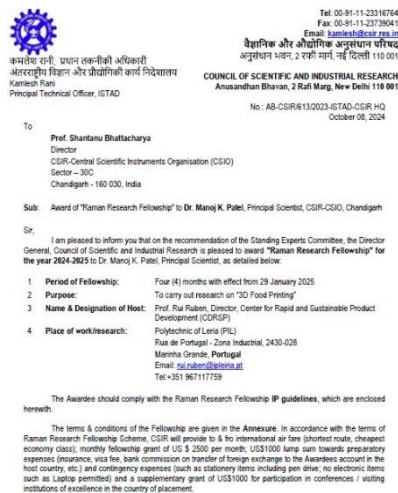 Tel: 00-91-11-23316764
Fax: 00-91-11-23739041
Email: kamlesh@csir.res.in
वैज्ञानिक और औद्योगिक अनुसंधान परिषद
अनुसंधान भवन, 2 रफी मार्ग, नई दिल्ली 110 001
कमलेश रानी, प्रधान तकनीकी अधिकारी
अंतरराष्ट्रीय विज्ञान और प्रौद्योगिकी कार्य निदेशालय
Kamlesh Rani
Principal Technical Officer, ISTAD
COUNCIL OF SCIENTIFIC AND INDUSTRIAL RESEARCH
Anusandhan Bhavan, 2 Rafi Marg, New Delhi 110 001
No.: AB-CSIR/613/2023-ISTAD-CSIR HQ
October 08, 2024
To
Prof. Shantanu Bhattacharya
Director
CSIR-Central Scientific Instruments Organisation (CSIO)
Sector – 30C
Chandigarh - 160 030, India
Sub: Award of "Raman Research Fellowship" to Dr. Manoj K. Patel, Principal Scientist, CSIR-CSIO, Chandigarh
Sir,
I am pleased to inform you that on the recommendation of the Standing Experts Committee, the Director
General, Council of Scientific and Industrial Research is pleased to award "Raman Research Fellowship" for
the year 2024-2025 to Dr. Manoj K. Patel, Principal Scientist, as detailed below:
1 Period of Fellowship: Four (4) months with effect from 29 January 2025
2 Purpose: To carry out research on "3D Food Printing"
3 Name & Designation of Host: Prof. Rui Ruben, Director, Center for Rapid and Sustainable Product
Development (CDRSP)
4 Place of work/research: Polytechnic of Leria (PIL)
Rua de Portugal - Zona Industrial, 2430-028
Marinha Grande, Portugal
Email: rui.ruben@ipleiria.pt
Tel:+351 967117759
The Awardee should comply with the Raman Research Fellowship IP guidelines, which are enclosed
herewith.
The terms & conditions of the Fellowship are given in the Annexure. In accordance with the terms of
Raman Research Fellowship Scheme, CSIR will provide to & fro international air fare (shortest route, cheapest
economy class); monthly fellowship grant of US $ 2500 per month; US$1000 lump sum towards preparatory
expenses (insurance, visa fee, bank commission on transfer of foreign exchange to the Awardees account in the
host country, etc.) and contingency expenses (such as stationery items including pen drive; no electronic items
such as Laptop permitted) and a supplementary grant of US$1000 for participation in conferences / visiting
institutions of excellence in the country of placement.